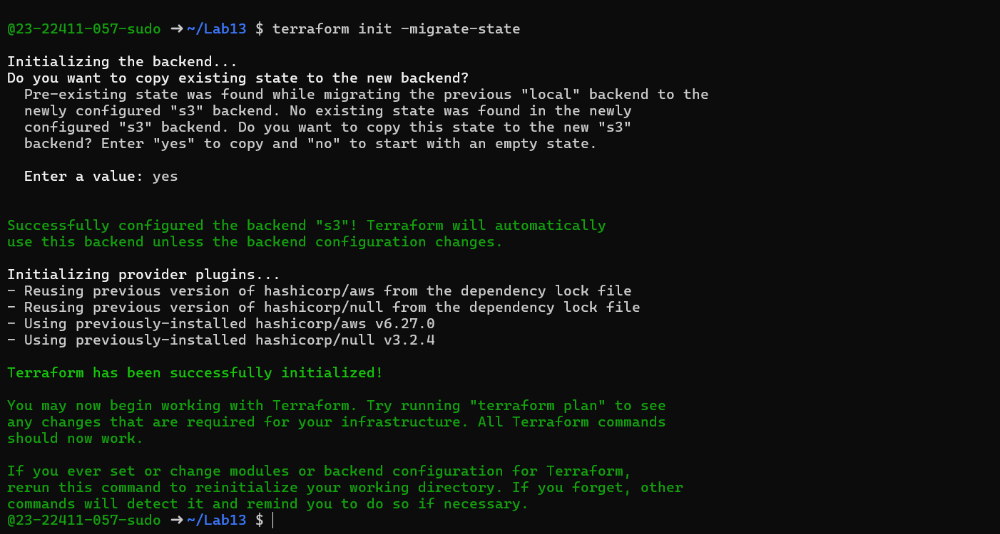 @23-22411-057-sudo ➜ ~/Lab13 $ terraform init -migrate-state
Initializing the backend...
Do you want to copy existing state to the new backend?
  Pre-existing state was found while migrating the previous "local" backend to the
  newly configured "s3" backend. No existing state was found in the newly
  configured "s3" backend. Do you want to copy this state to the new "s3"
  backend? Enter "yes" to copy and "no" to start with an empty state.
  Enter a value: yes
Successfully configured the backend "s3"! Terraform will automatically
use this backend unless the backend configuration changes.
Initializing provider plugins...
- Reusing previous version of hashicorp/aws from the dependency lock file
- Reusing previous version of hashicorp/null from the dependency lock file
- Using previously-installed hashicorp/aws v6.27.0
- Using previously-installed hashicorp/null v3.2.4
Terraform has been successfully initialized!
You may now begin working with Terraform. Try running "terraform plan" to see
any changes that are required for your infrastructure. All Terraform commands
should now work.
If you ever set or change modules or backend configuration for Terraform,
rerun this command to reinitialize your working directory. If you forget, other
commands will detect it and remind you to do so if necessary.
@23-22411-057-sudo ➜ ~/Lab13 $